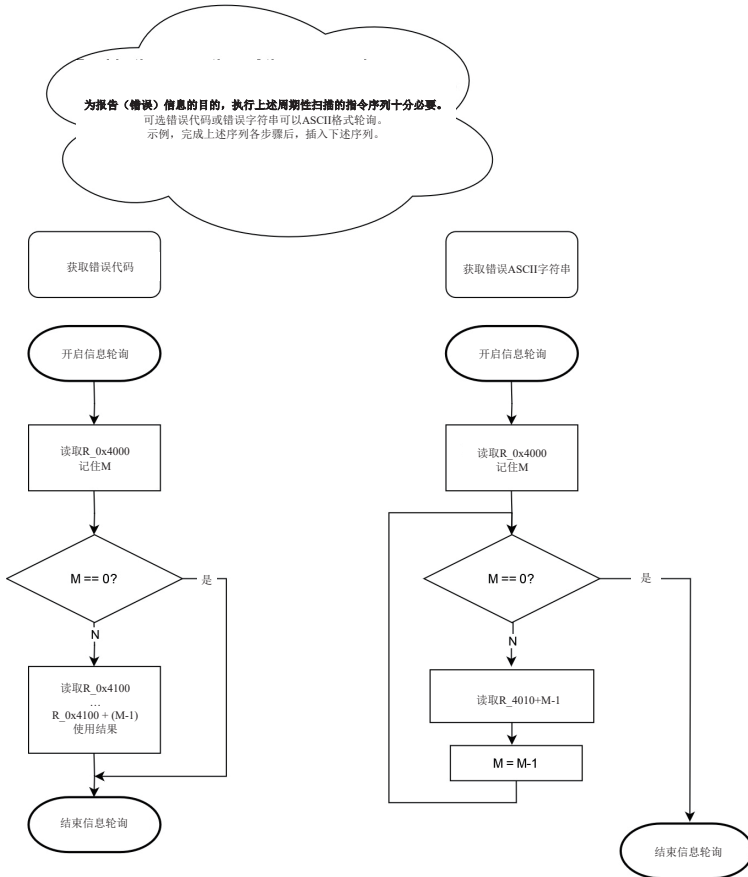 为报告（错误）信息的目的，执行上述周期性扫描的指令序列十分必要。
可选错误代码或错误字符串可以ASCII格式轮询。
示例，完成上述序列各步骤后，插入下述序列。
获取错误代码
开启信息轮询
读取R_0x4000
记住M
M == 0?
是
N
读取R_0x4100
…
R_0x4100 + (M-1)
使用结果
结束信息轮询
获取错误ASCII字符串
开启信息轮询
读取R_0x4000
记住M
M == 0?
是
N
读取R_4010+M-1
M = M-1
结束信息轮询